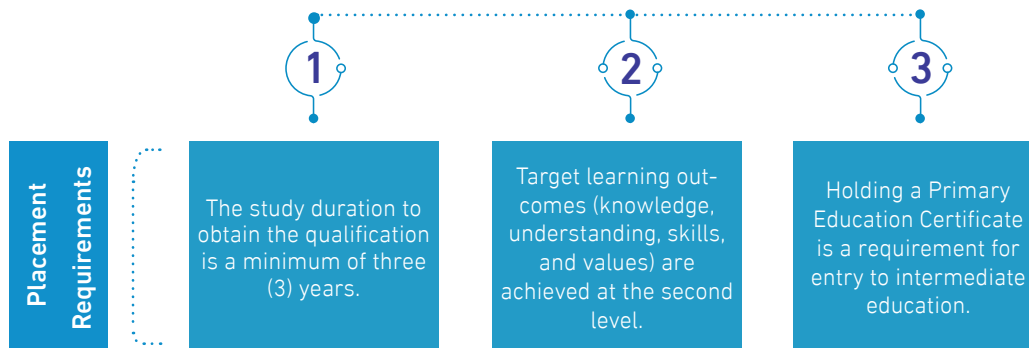 1
2
3
Placement
Requirements
The study duration to
obtain the qualification
is a minimum of three
(3) years.
Target learning out-
comes (knowledge,
understanding, skills,
and values) are
achieved at the second
level.
Holding a Primary
Education Certificate
is a requirement for
entry to intermediate
education.